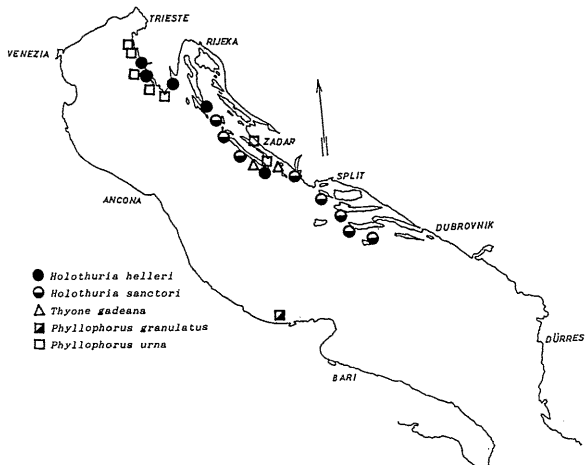 TRIESTE
VENEZIA
RIJEKA
ZADAR
SPLIT
ANCONA
DUBROVNIK
Holothuria helleri
Holothuria sanctori
Thyone gadeana
Phyllophorus granulatus
Phyllophorus urna
DÜRRES
BARI